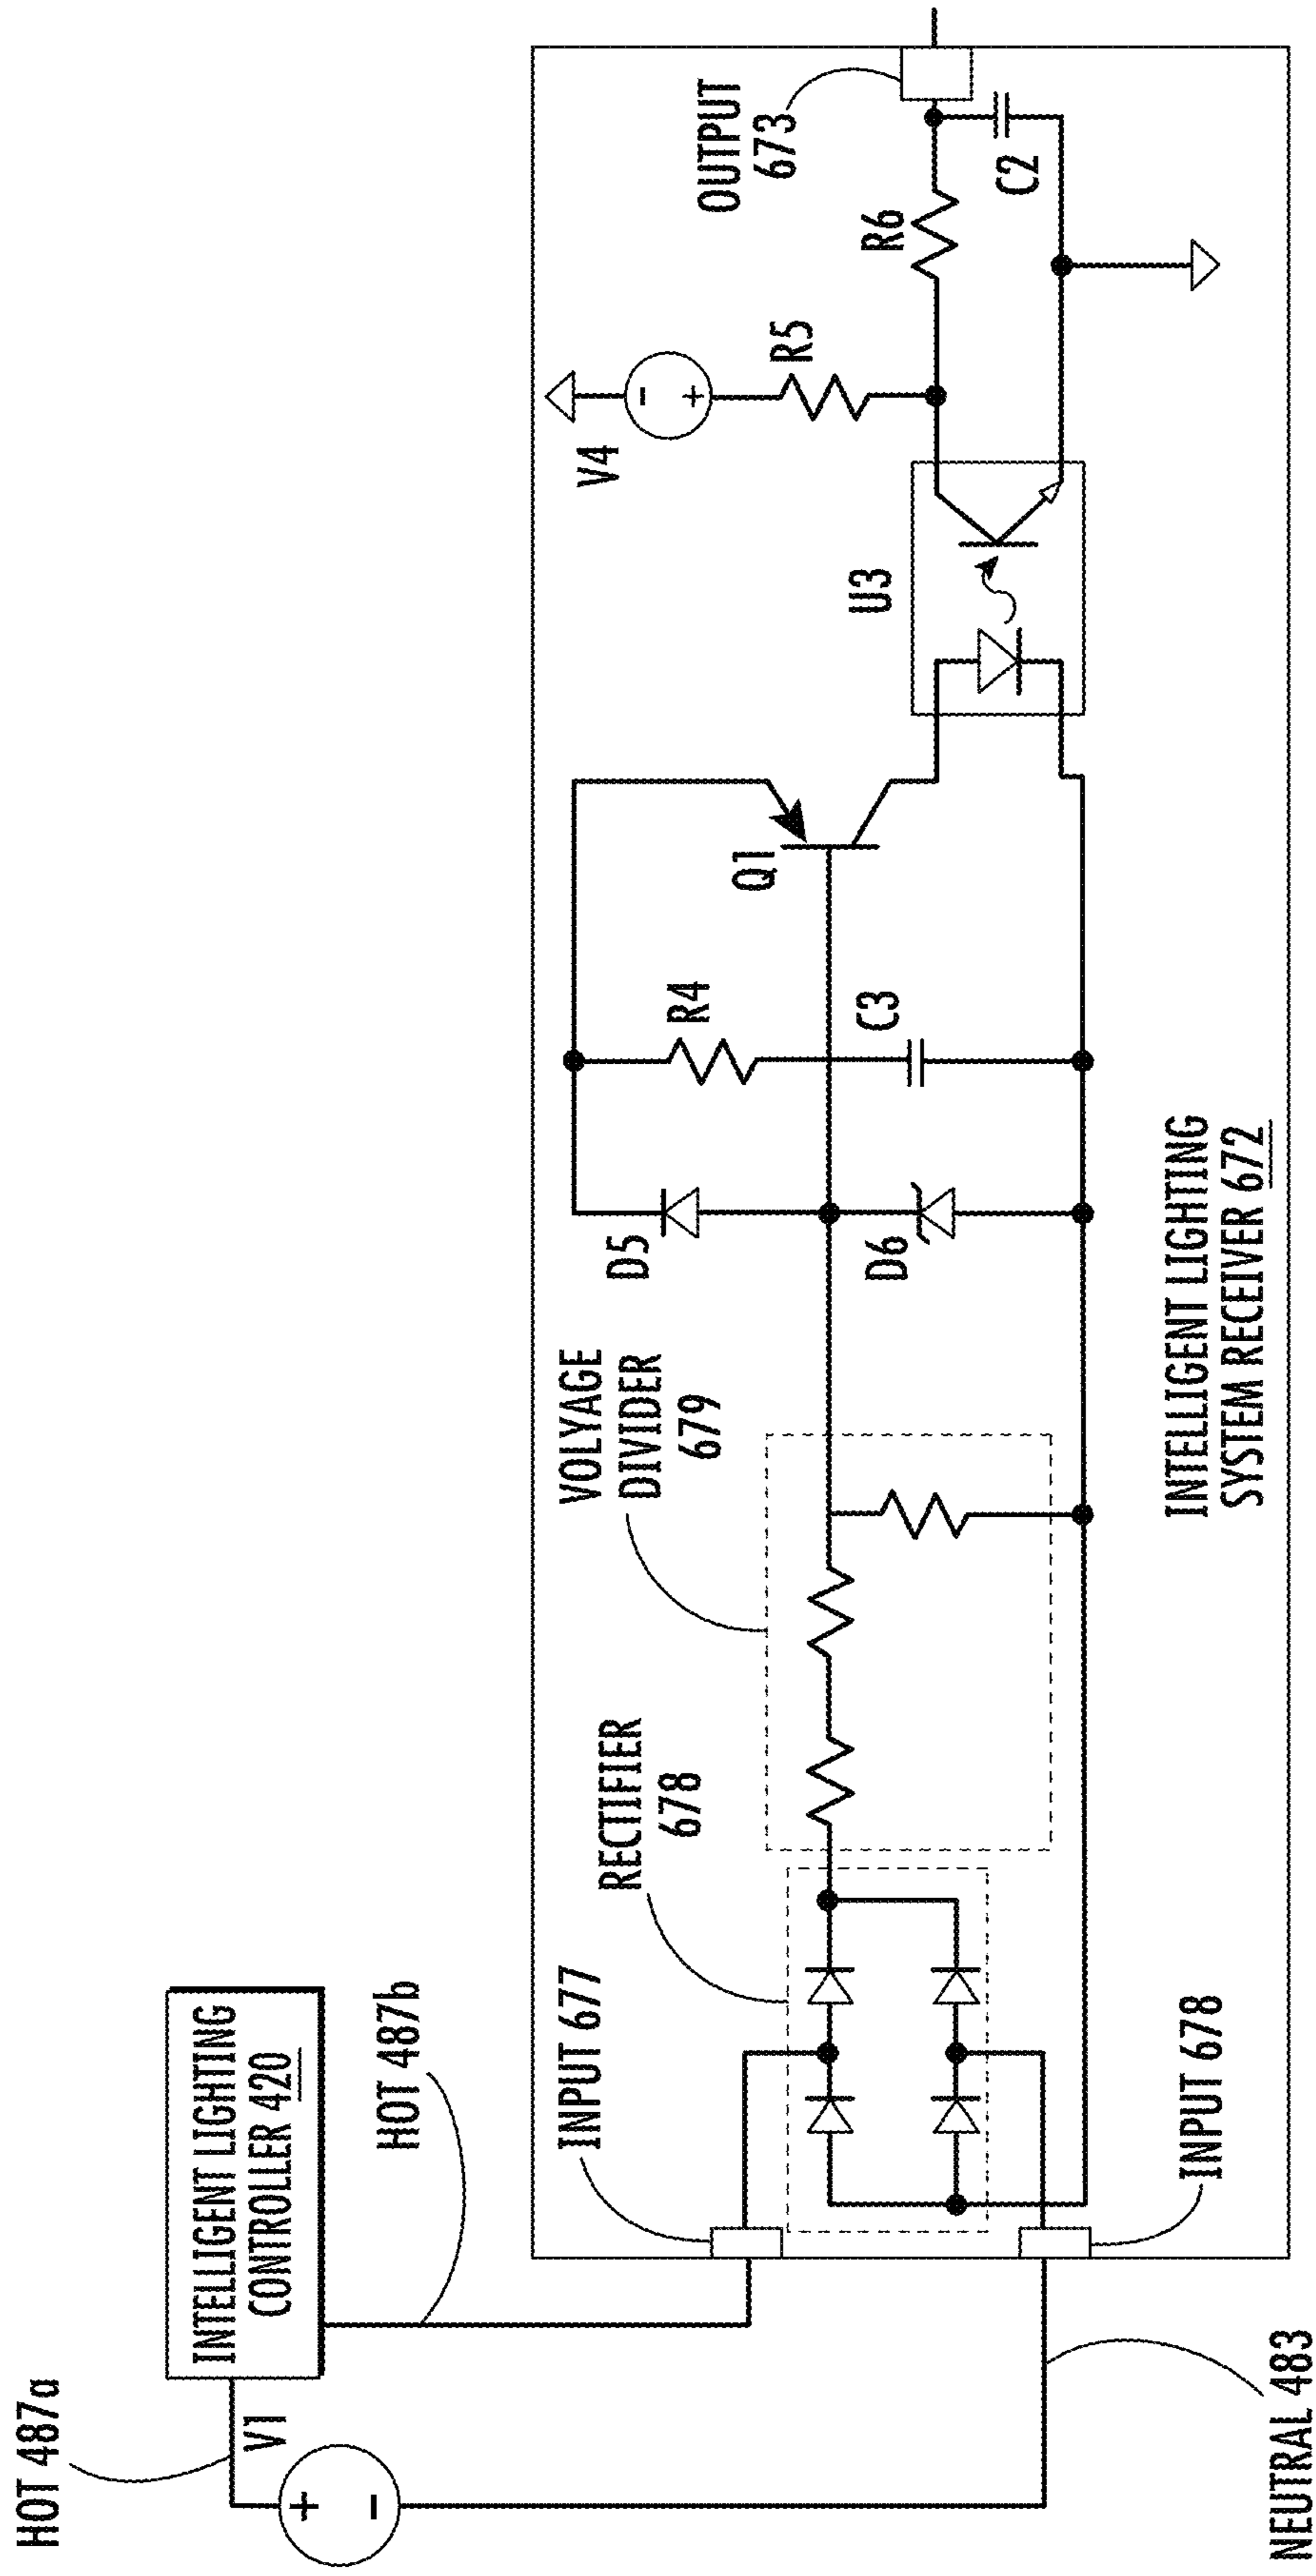 HOT 487a
V1
INTELLIGENT LIGHTING
CONTROLLER 420
HOT 487b
NEUTRAL 483
INPUT 677
INPUT 678
RECTIFIER
678
VOLYAGE
DIVIDER
679
D5
D6
R4
C3
Q1
U3
V4
-
+
R5
R6
C2
OUTPUT
673
INTELLIGENT LIGHTING
SYSTEM RECEIVER 672
+
-